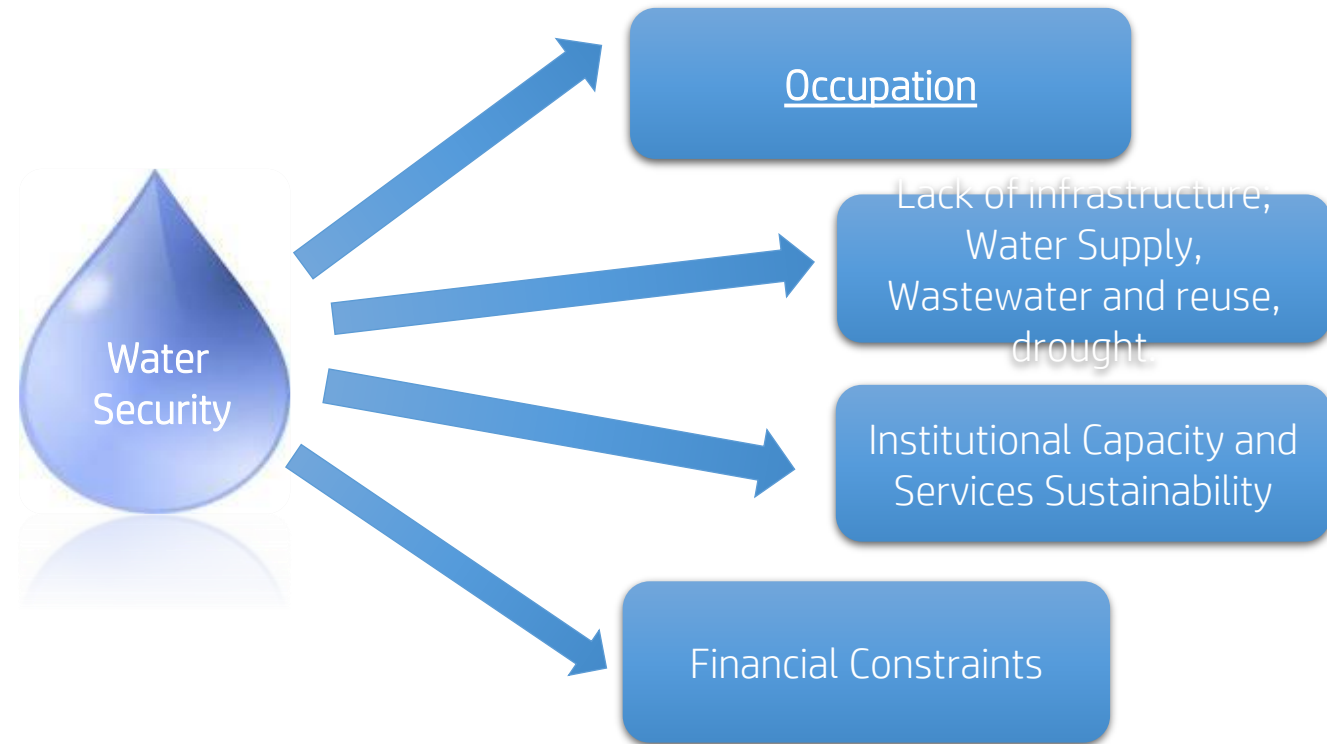 Occupation
Lack of infrastructure;
Water Supply,
Wastewater and reuse,
drought.
Water
Security
Institutional Capacity and
Services Sustainability
Financial Constraints